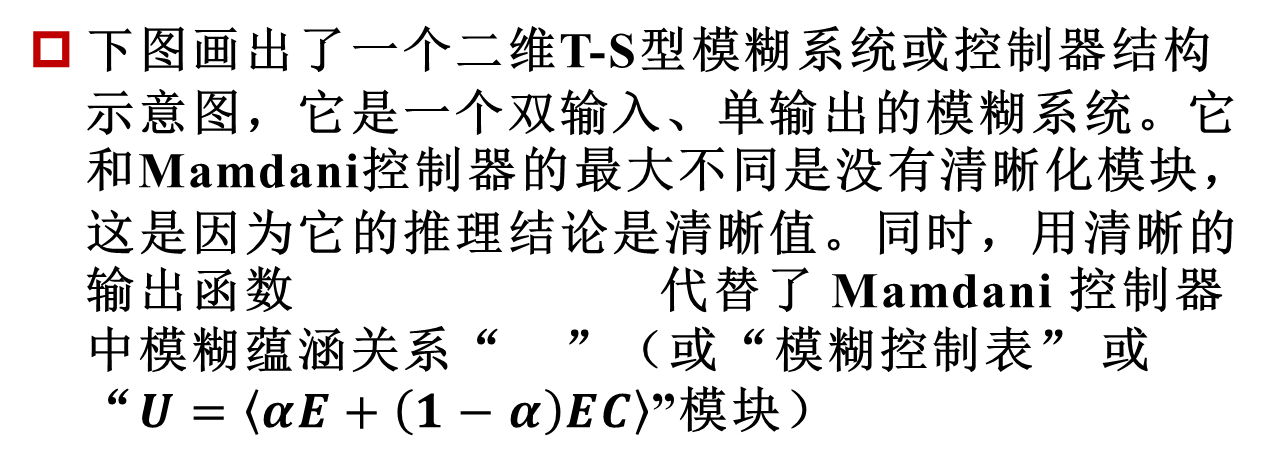 下图画出了一个二维T-S型模糊系统或控制器结构
示意图，它是一个双输入、单输出的模糊系统。它
和Mamdani控制器的最大不同是没有清晰化模块，
这是因为它的推理结论是清晰值。同时，用清晰的
输出函数 代替了 Mamdani 控制器
中模糊蕴涵关系“ ”（或“模糊控制表”或
“U = ⟨αE + (1 − α)EC⟩”模块）